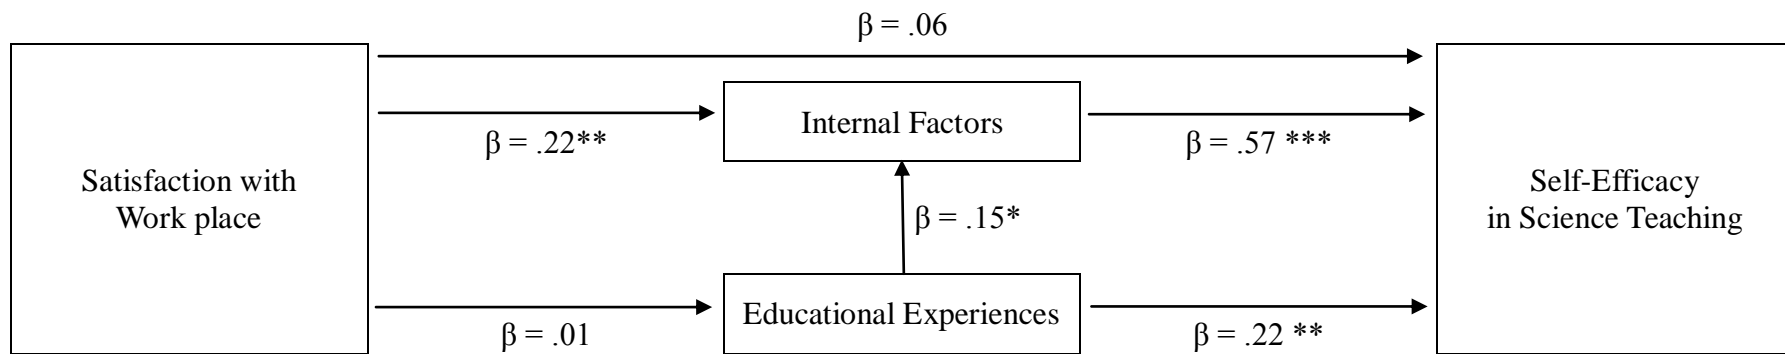 β = .06
Satisfaction with
Work place
β = .22**
Internal Factors
β = .57 ***
Self-Efficacy
in Science Teaching
β = .15*
β = .01
Educational Experiences
β = .22 **